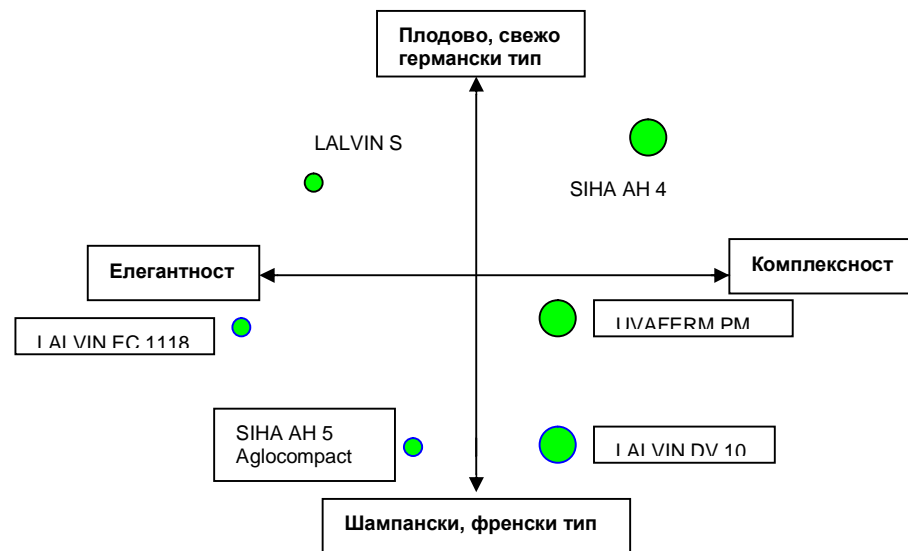 Плодово, свежо
германски тип
LALVIN S
SIHA AH 4
Елегантност
Комплексност
LALVIN EC 1118
UVAFERM PM
SIHA AH 5
Aglocompact
LALVIN DV 10
Шампански, френски тип